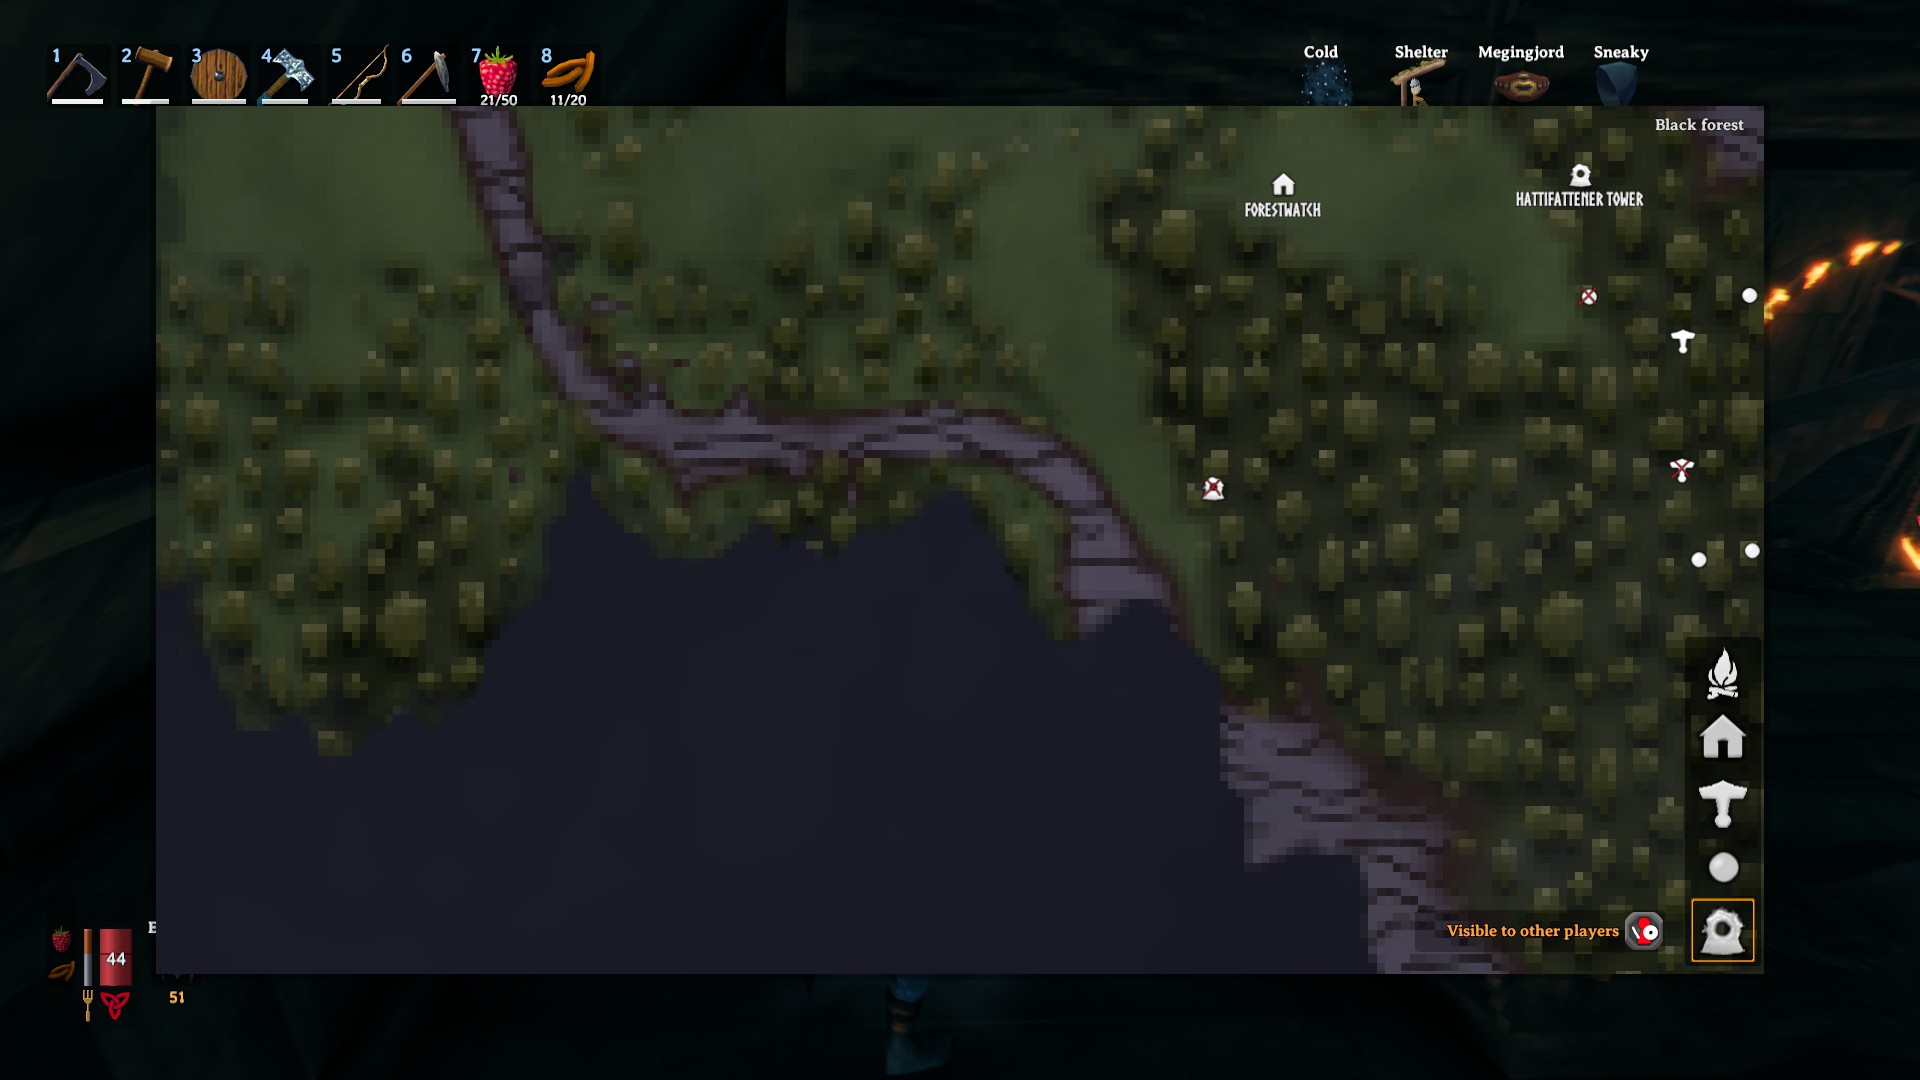 1 2 3 4 5 6 7 8
21/50 11/20
Cold Shelter Megingjord Sneaky
Black forest
FORESTWATCH
HATTIFATTENER TOWER
Visible to other players
44
51